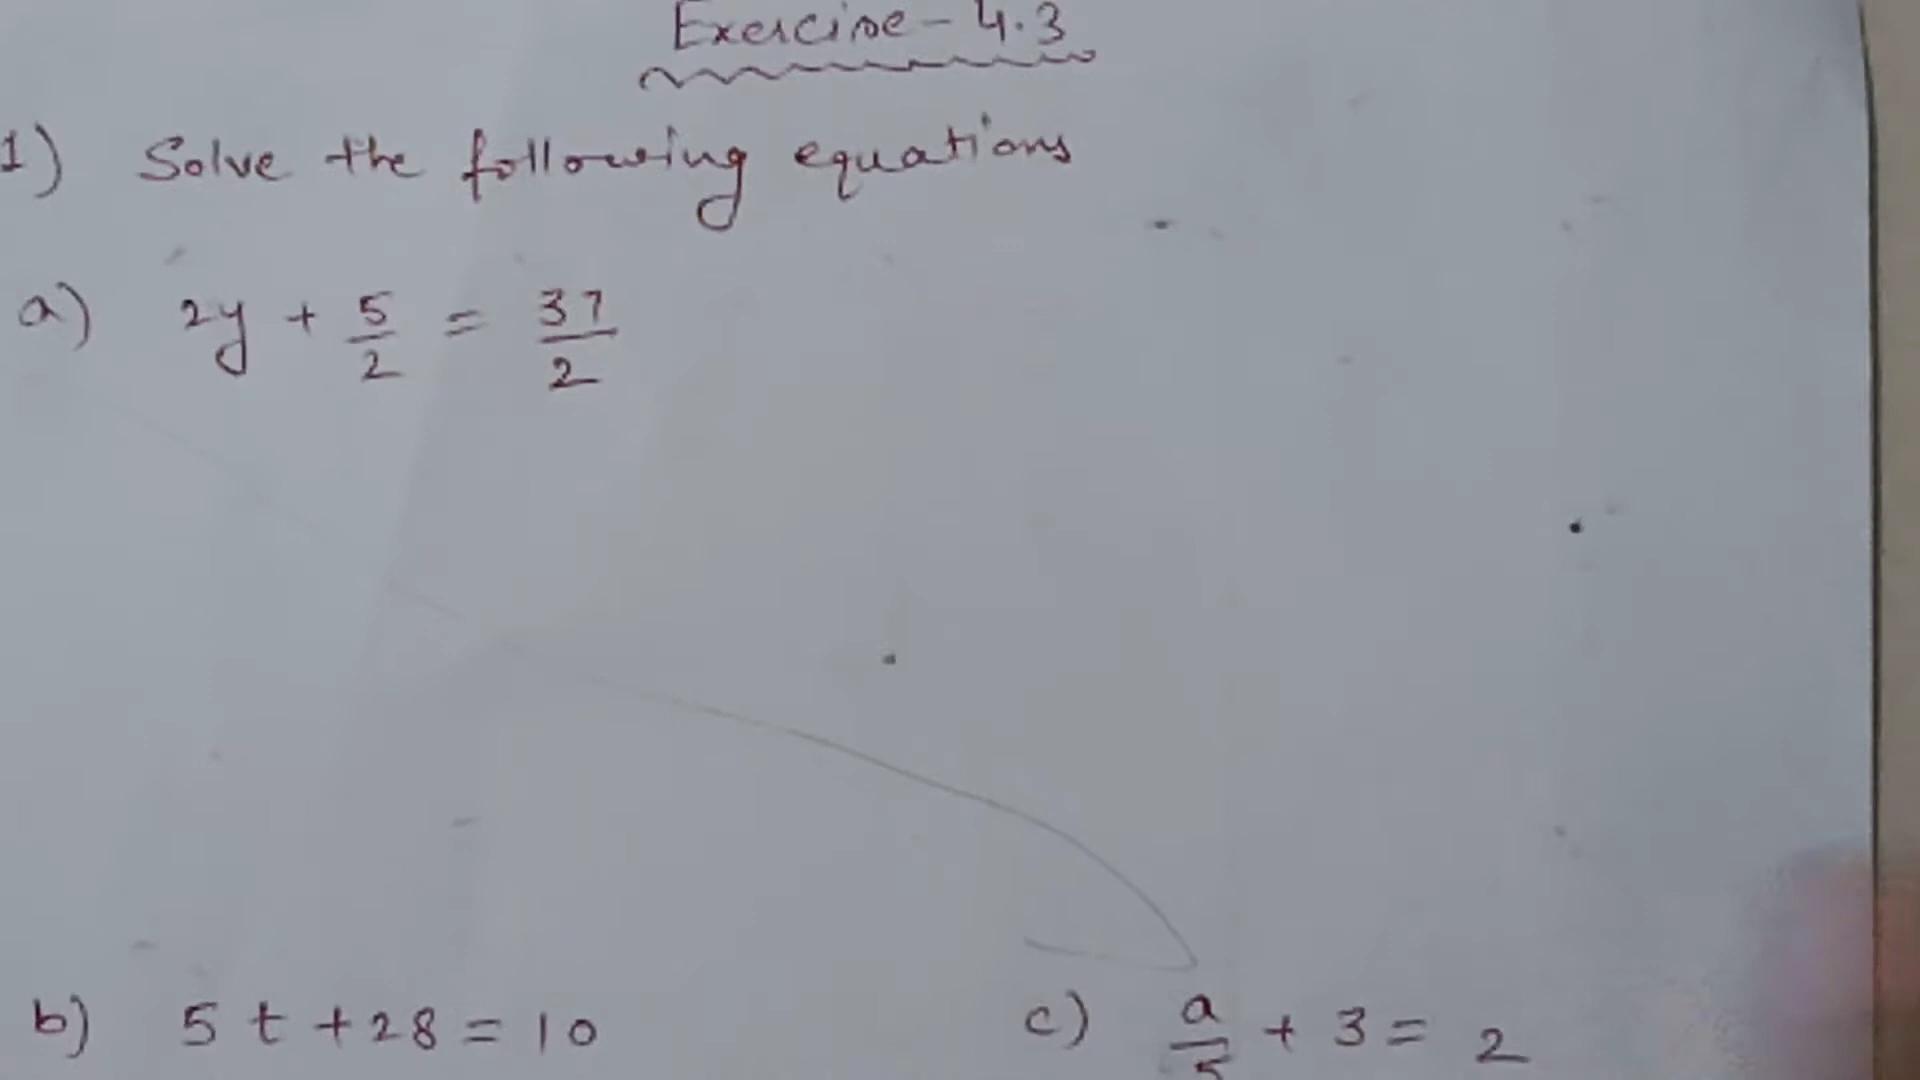 Exercise - 4.3
1) Solve the following equations
a) 2y + 5/2 = 37/2
b) 5t + 28 = 10
c) a/5 + 3 = 2